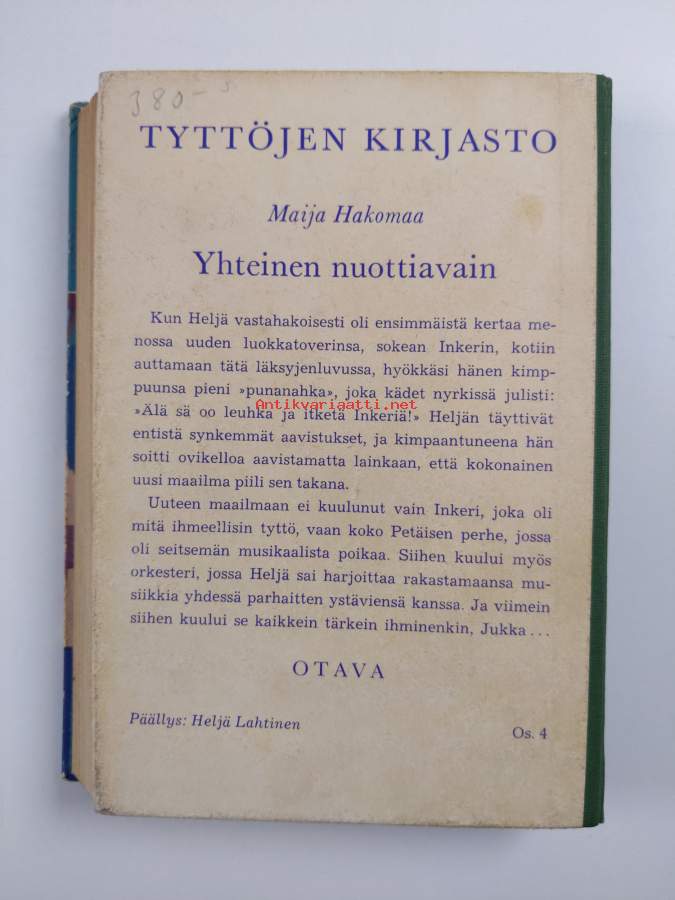 380-
TYTTÖJEN KIRJASTO
Maija Hakomaa
Yhteinen nuottiavain
Kun Heljä vastahakoisesti oli ensimmäistä kertaa me-
nossa uuden luokkatoverinsa, sokean Inkerin, kotiin
auttamaan tätä läksyjenluvussa, hyökkäsi hänen kimp-
puunsa pieni »punanahka», joka kädet nyrkissä julisti:
Antikvariaatti.net
»Älä sä oo leuhka ja itketä Inkeriä!» Heljän täyttivät
entistä synkemmät aavistukset, ja kimpaantuneena hän
soitti ovikelloa aavistamatta lainkaan, että kokonainen
uusi maailma piili sen takana.
Uuteen maailmaan ei kuulunut vain Inkeri, joka oli
mitä ihmeellisin tyttö, vaan koko Petäisen perhe, jossa
oli seitsemän musikaalista poikaa. Siihen kuului myös
orkesteri, jossa Heljä sai harjoittaa rakastamaansa mu-
siikkia yhdessä parhaitten ystäviensä kanssa. Ja viimein
siihen kuului se kaikkein tärkein ihminenkin, Jukka...
OTAVA
Päällys: Heljä Lahtinen
Os. 4